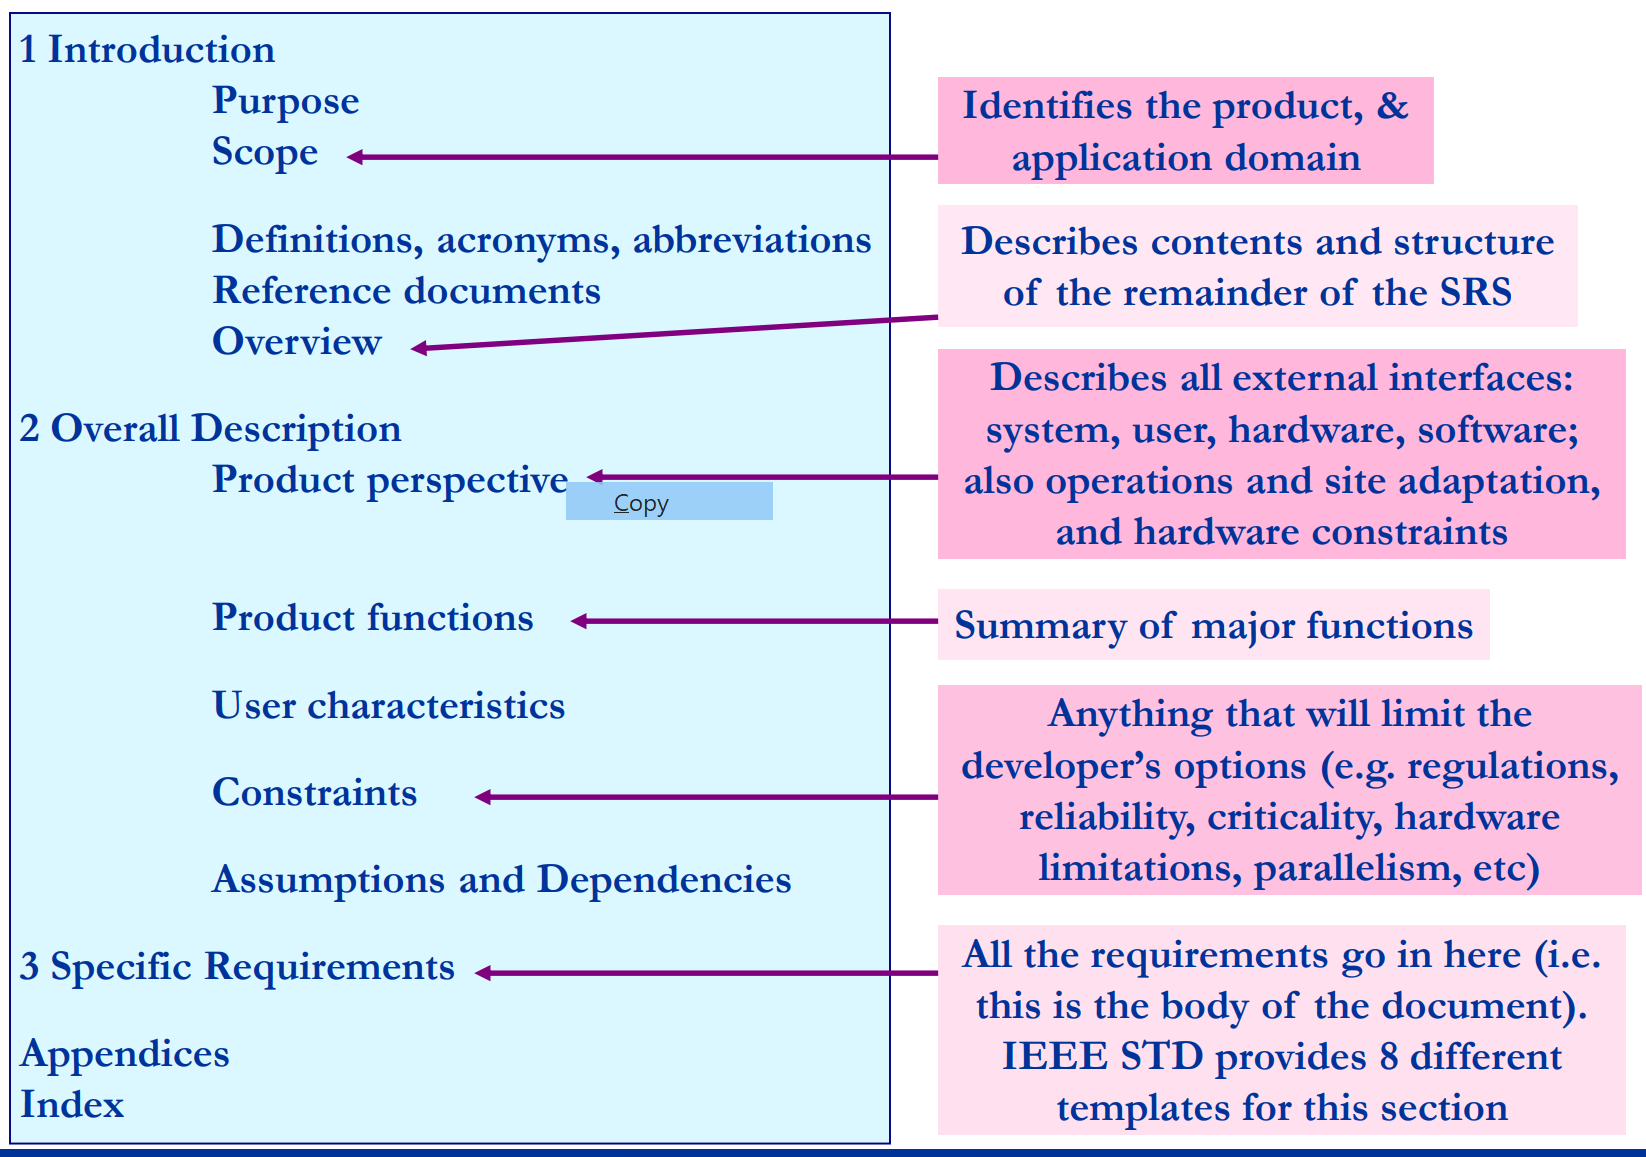 1 Introduction
Purpose
Scope
Definitions, acronyms, abbreviations
Reference documents
Overview
2 Overall Description
Product perspective
Copy
Product functions
User characteristics
Constraints
Assumptions and Dependencies
3 Specific Requirements
Appendices
Index
Identifies the product, &
application domain
Describes contents and structure
of the remainder of the SRS
Describes all external interfaces:
system, user, hardware, software;
also operations and site adaptation,
and hardware constraints
Summary of major functions
Anything that will limit the
developer’s options (e.g. regulations,
reliability, criticality, hardware
limitations, parallelism, etc)
All the requirements go in here (i.e.
this is the body of the document).
IEEE STD provides 8 different
templates for this section